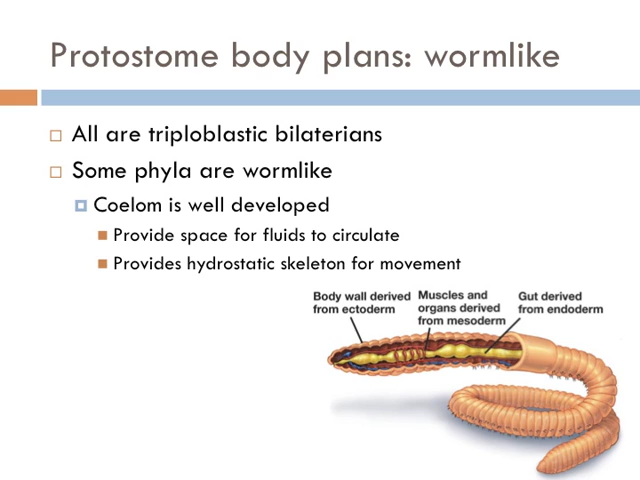 Protostome body plans: wormlike
All are triploblastic bilaterians
Some phyla are wormlike
Coelom is well developed
Provide space for fluids to circulate
Provides hydrostatic skeleton for movement
Body wall derived
from ectoderm
Muscles and
organs derived
from mesoderm
Gut derived
from endoderm